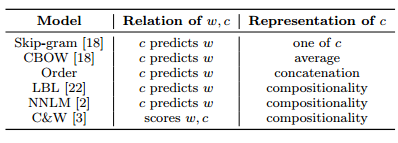 Model Relation of w, c Representation of c
Skip-gram [18] c predicts w one of c
CBOW [18] c predicts w average
Order c predicts w concatenation
LBL [22] c predicts w compositionality
NNLM [2] c predicts w compositionality
C&W [3] scores w, c compositionality